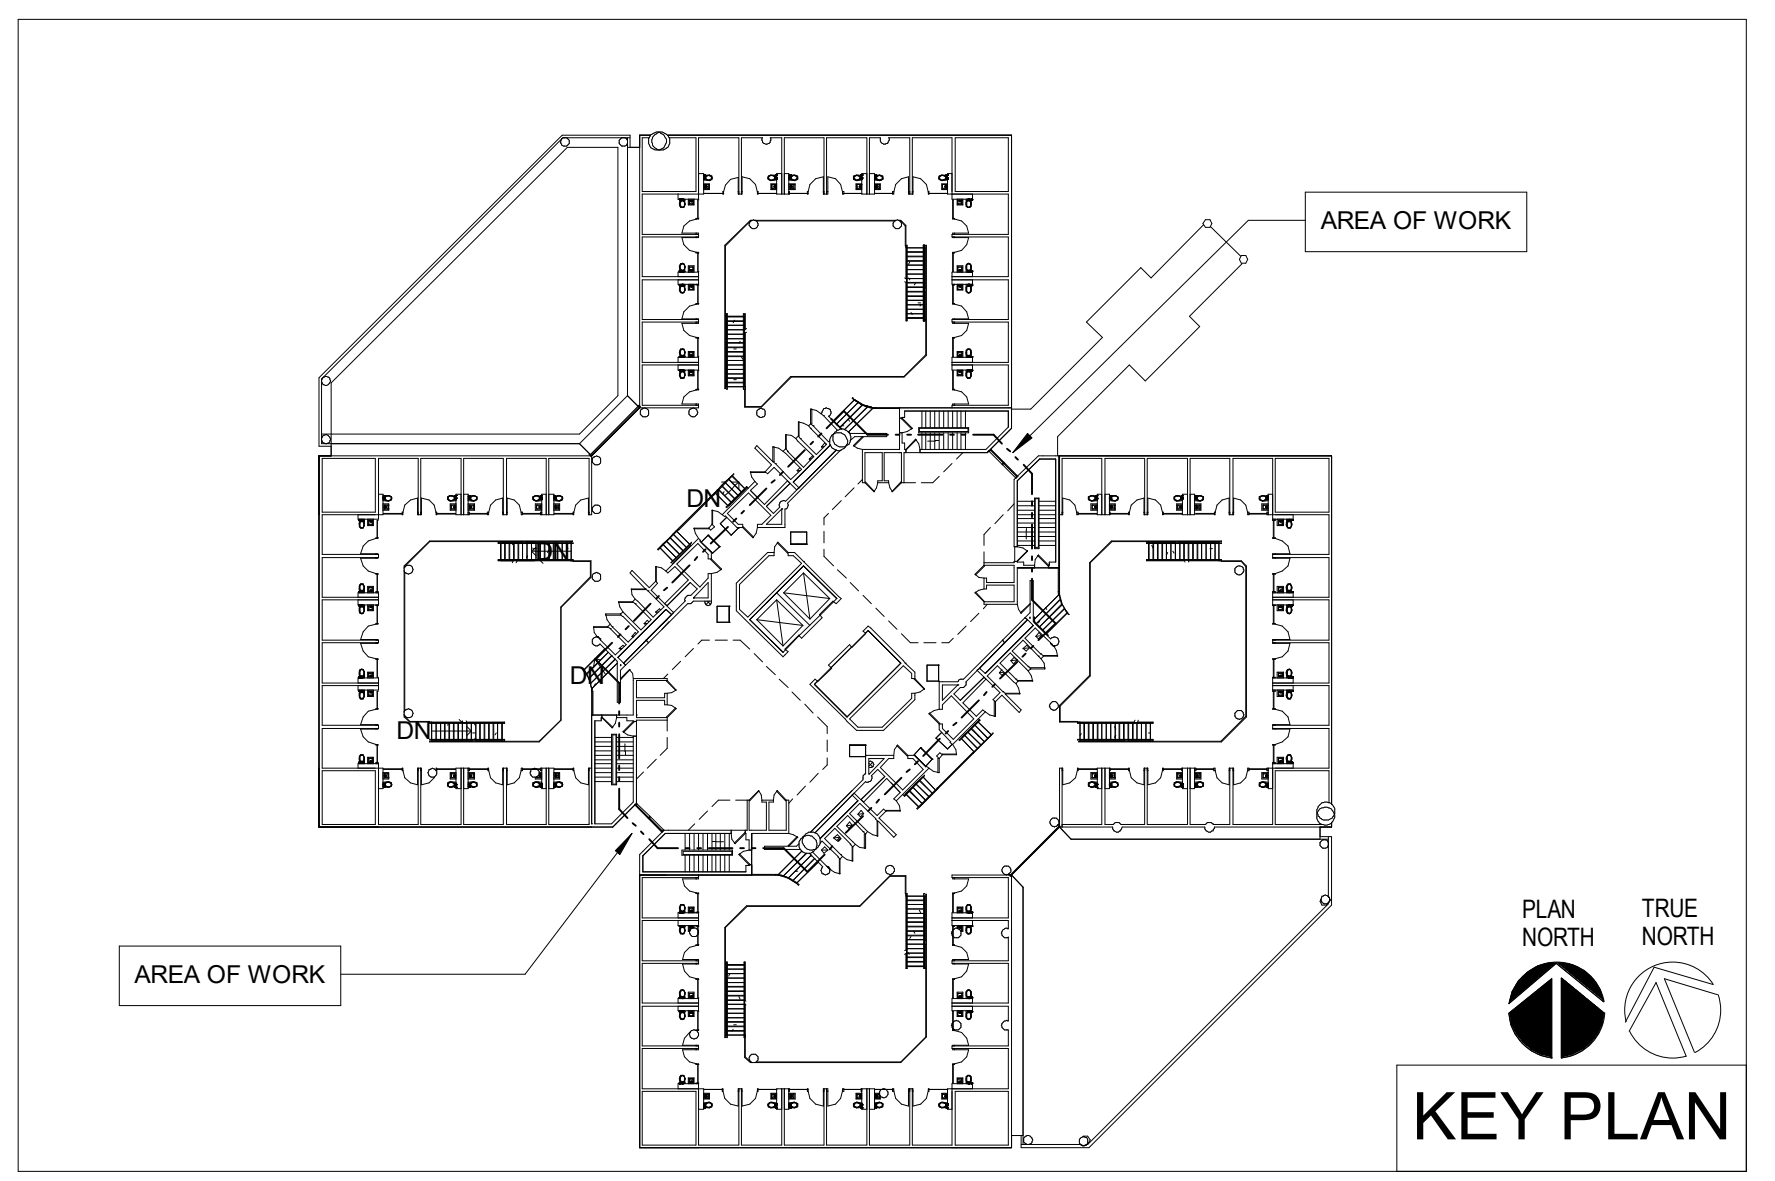 AREA OF WORK
DN
DN
DN
DN
AREA OF WORK
PLAN
NORTH
TRUE
NORTH
KEY PLAN